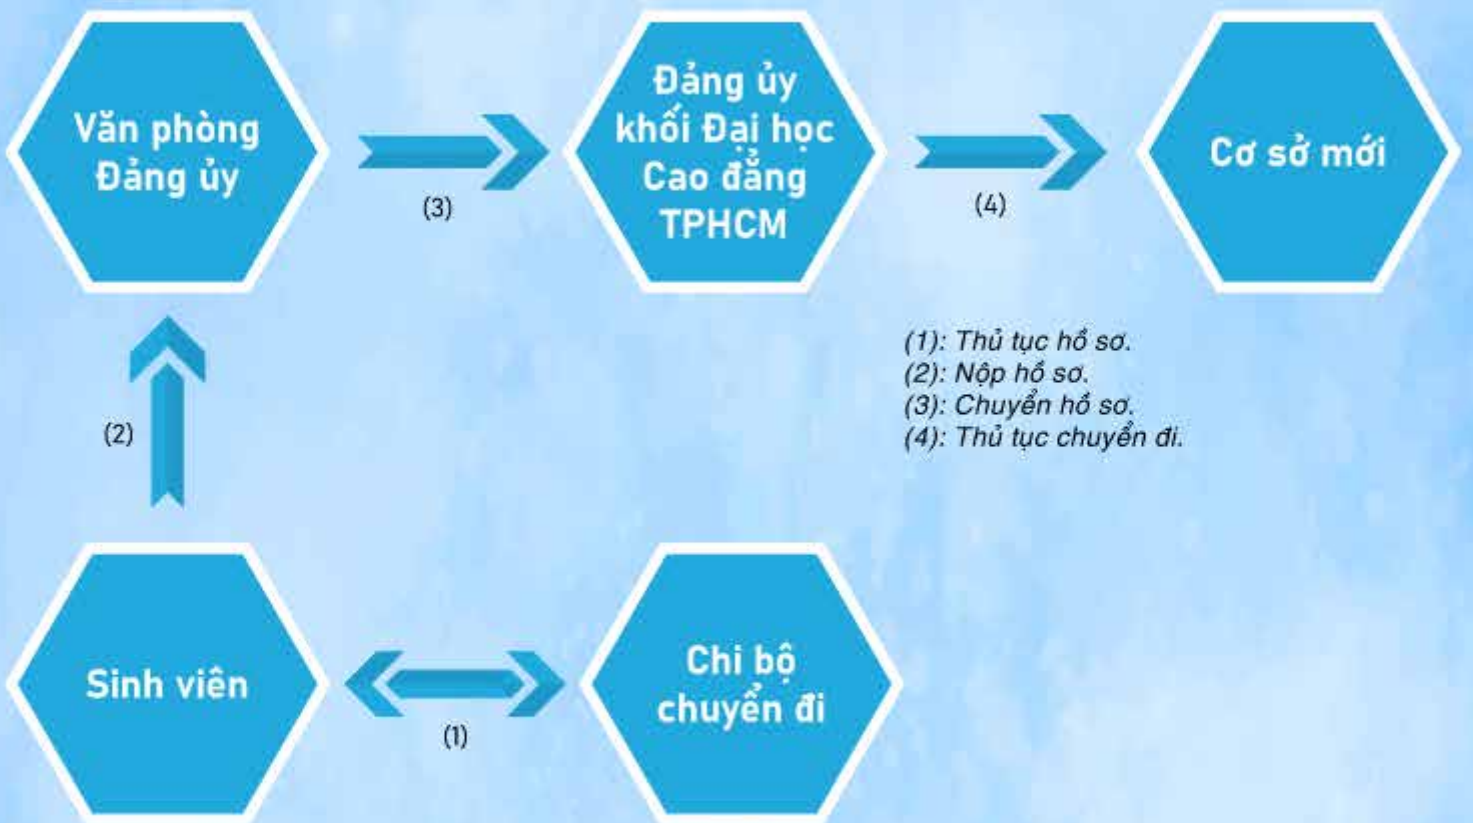 Văn phòng
Đảng ủy
(3)
Đảng ủy
khối Đại học
Cao đẳng
TPHCM
(4)
Cơ sở mới
(1): Thủ tục hồ sơ.
(2): Nộp hồ sơ.
(3): Chuyển hồ sơ.
(4): Thủ tục chuyển đi.
(2)
Sinh viên
(1)
Chi bộ
chuyển đi